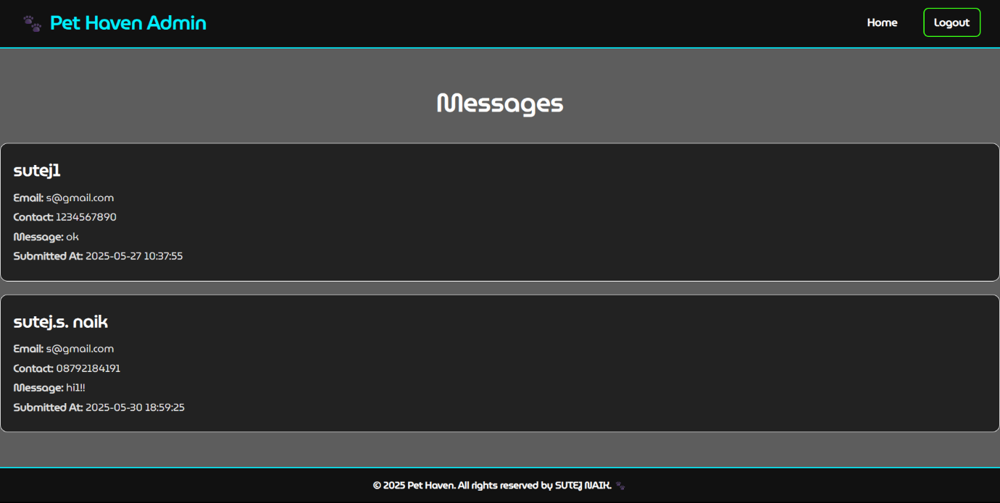 🐾 Pet Haven Admin
Home
Logout
Messages
sutej1
Email: s@gmail.com
Contact: 1234567890
Message: ok
Submitted At: 2025-05-27 10:37:55
sutej.s. naik
Email: s@gmail.com
Contact: 08792184191
Message: hi1!!
Submitted At: 2025-05-30 18:59:25
© 2025 Pet Haven. All rights reserved by SUTEJ NAIK. 🐾